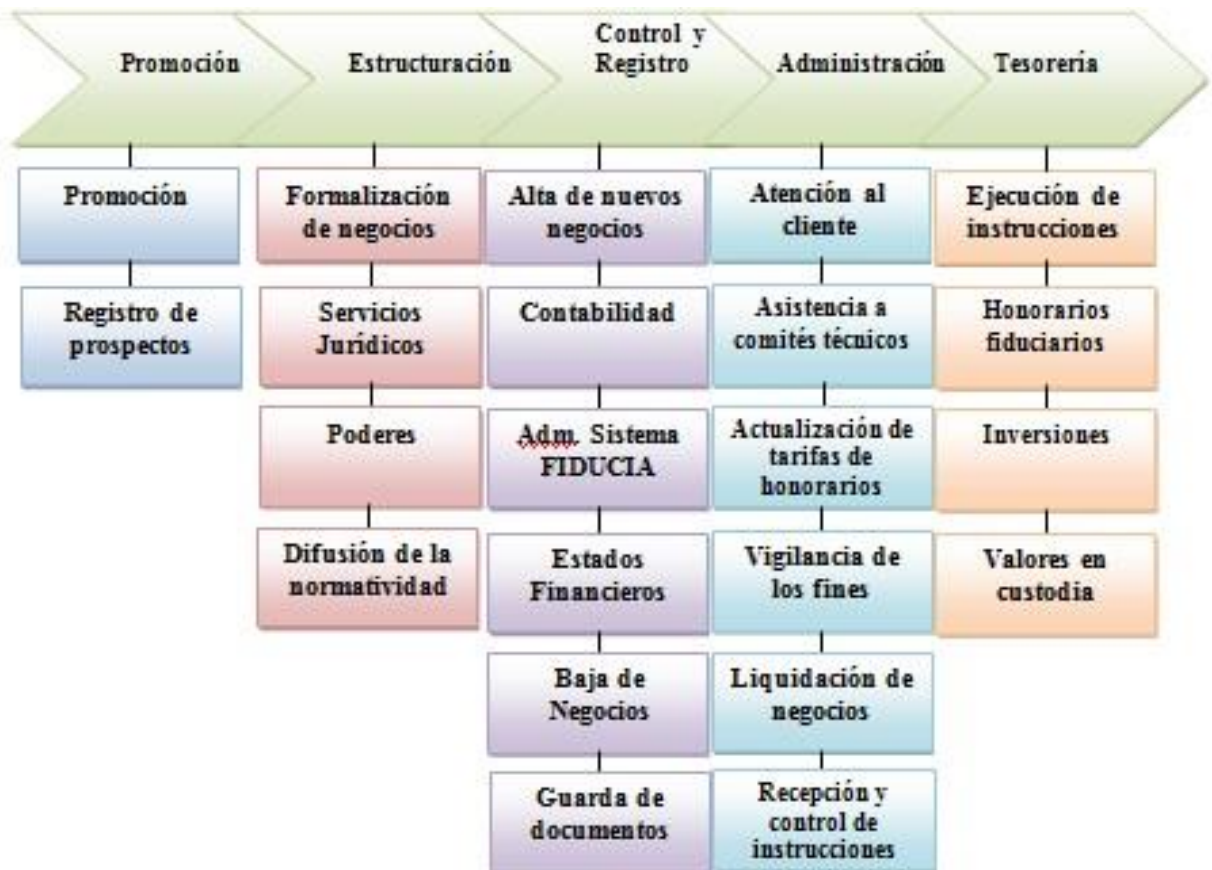 Promoción
Estructuración
Control y
Registro
Administración
Tesorería
Promoción
Registro de
prospectos
Formalización
de negocios
Servicios
Jurídicos
Poderes
Difusión de la
normatividad
Alta de nuevos
negocios
Contabilidad
Adm. Sistema
FIDUCIA
Estados
Financieros
Baja de
Negocios
Guarda de
documentos
Atención al
cliente
Asistencia a
comités técnicos
Actualización de
tarifas de
honorarios
Vigilancia de
los fines
Liquidación de
negocios
Recepción y
control de
instrucciones
Ejecución de
instrucciones
Honorarios
fiduciarios
Inversiones
Valores en
custodia